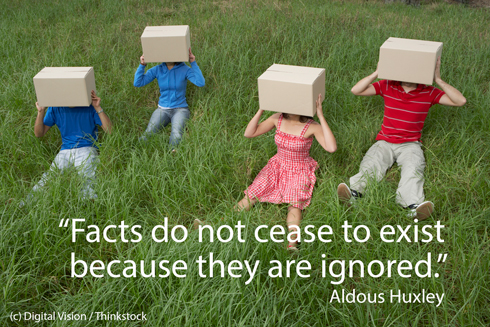 “Facts do not cease to exist
because they are ignored.”
Aldous Huxley
(c) Digital Vision / Thinkstock